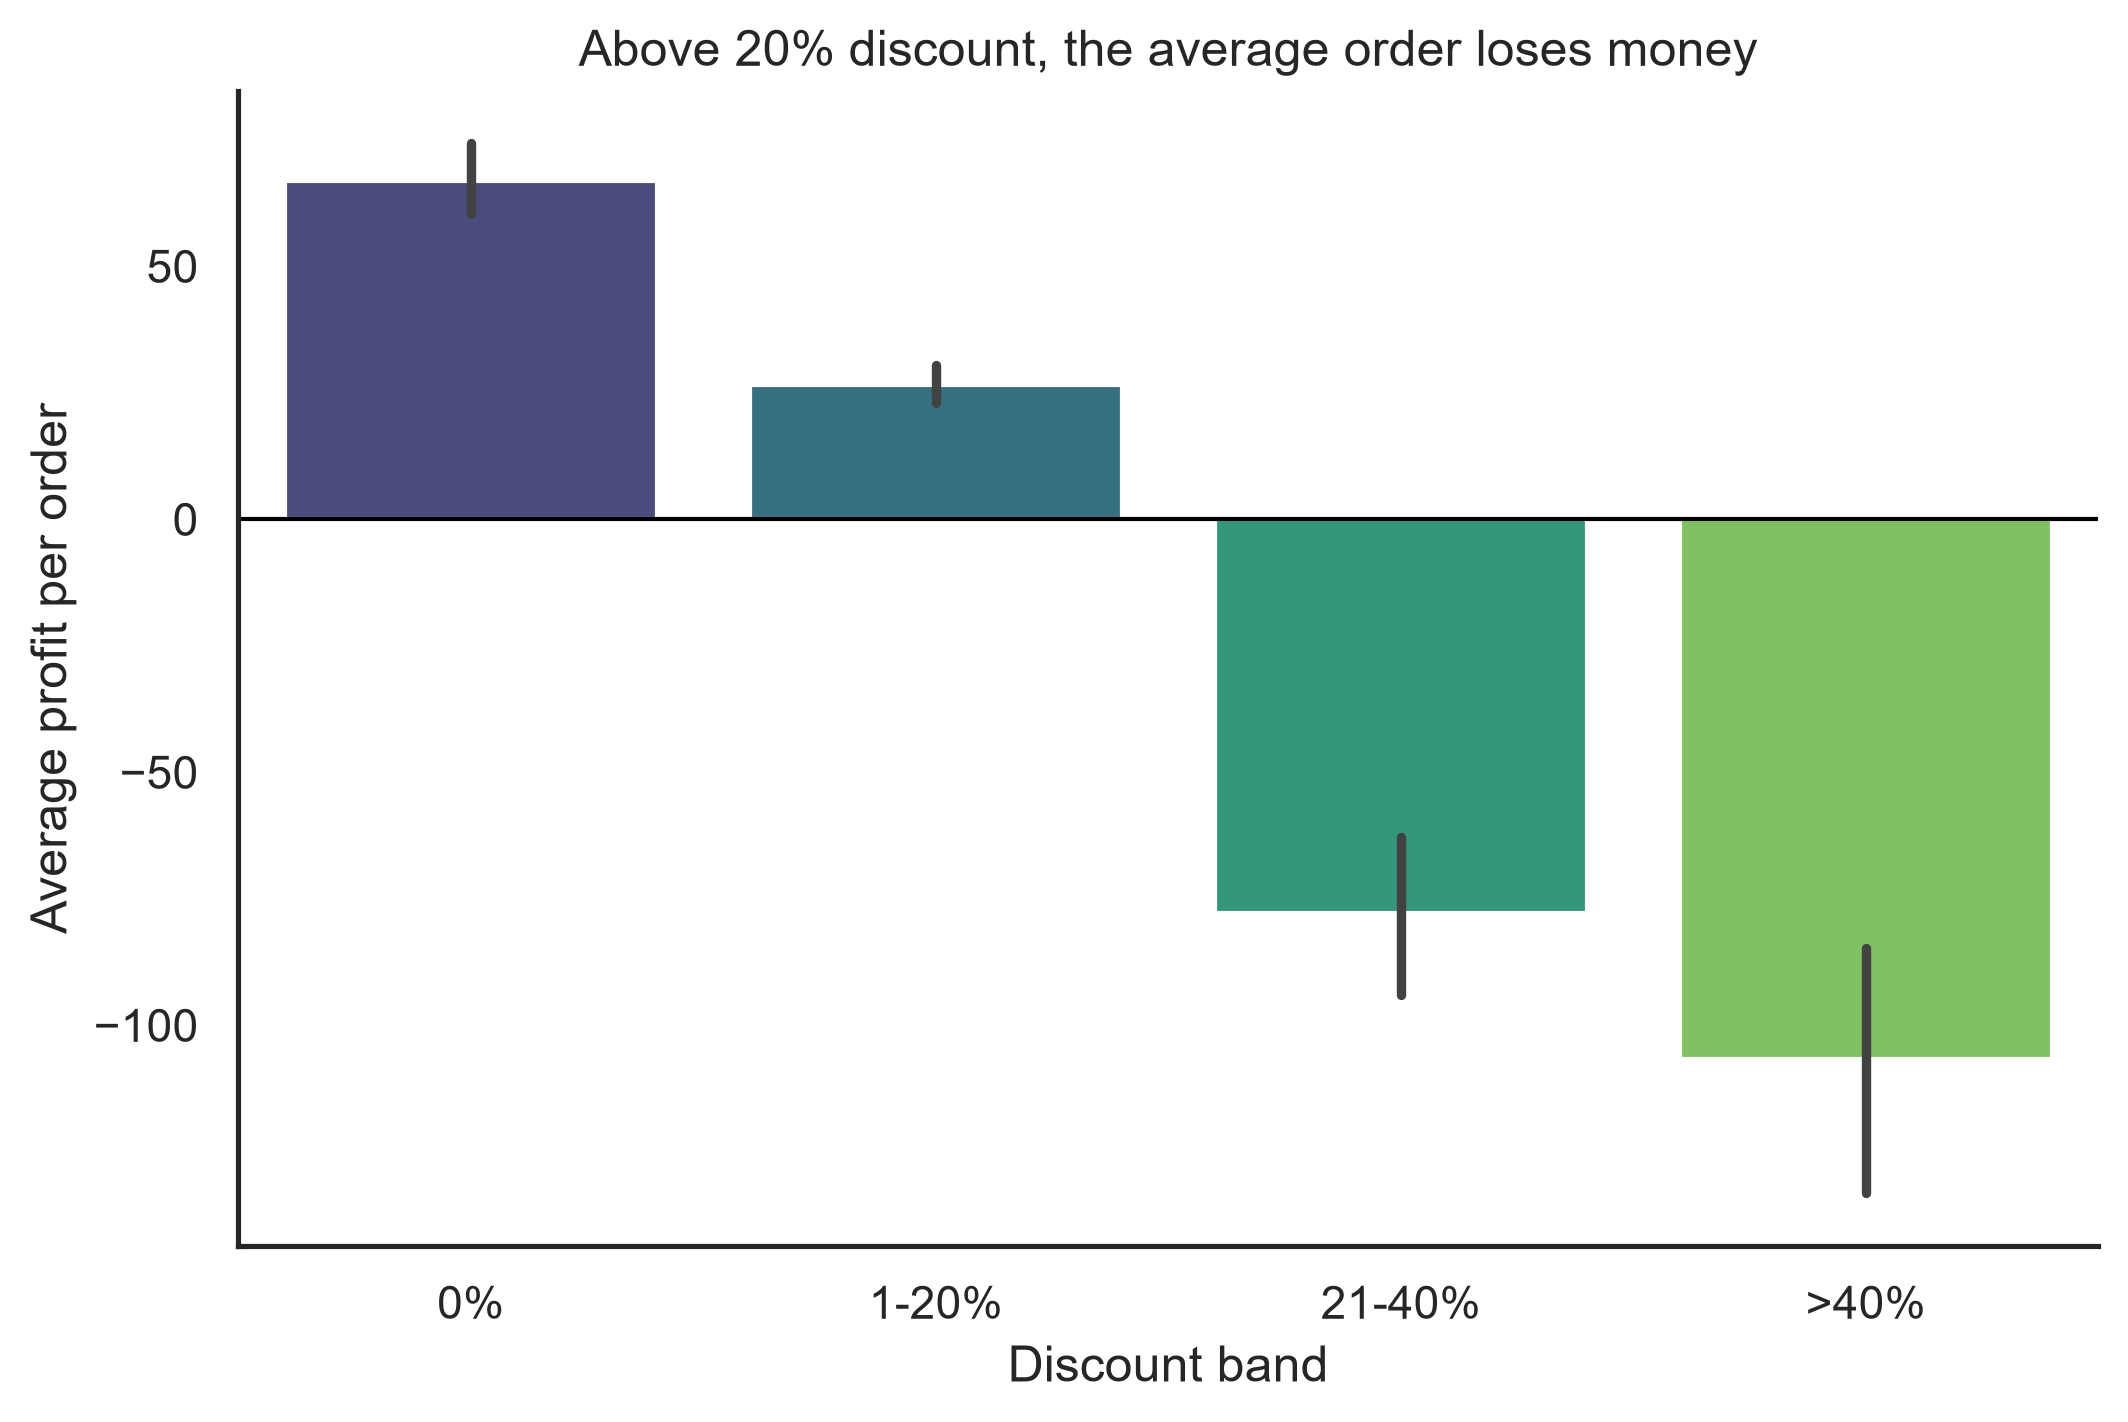 Above 20% discount, the average order loses money
Average profit per order
50
0
−50
−100
0%
1-20%
21-40%
>40%
Discount band